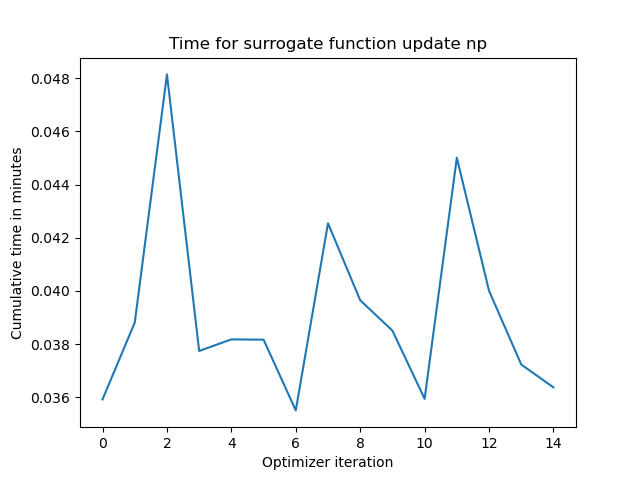 Time for surrogate function update np
Cumulative time in minutes
0.048
0.046
0.044
0.042
0.040
0.038
0.036
0 2 4 6 8 10 12 14
Optimizer iteration